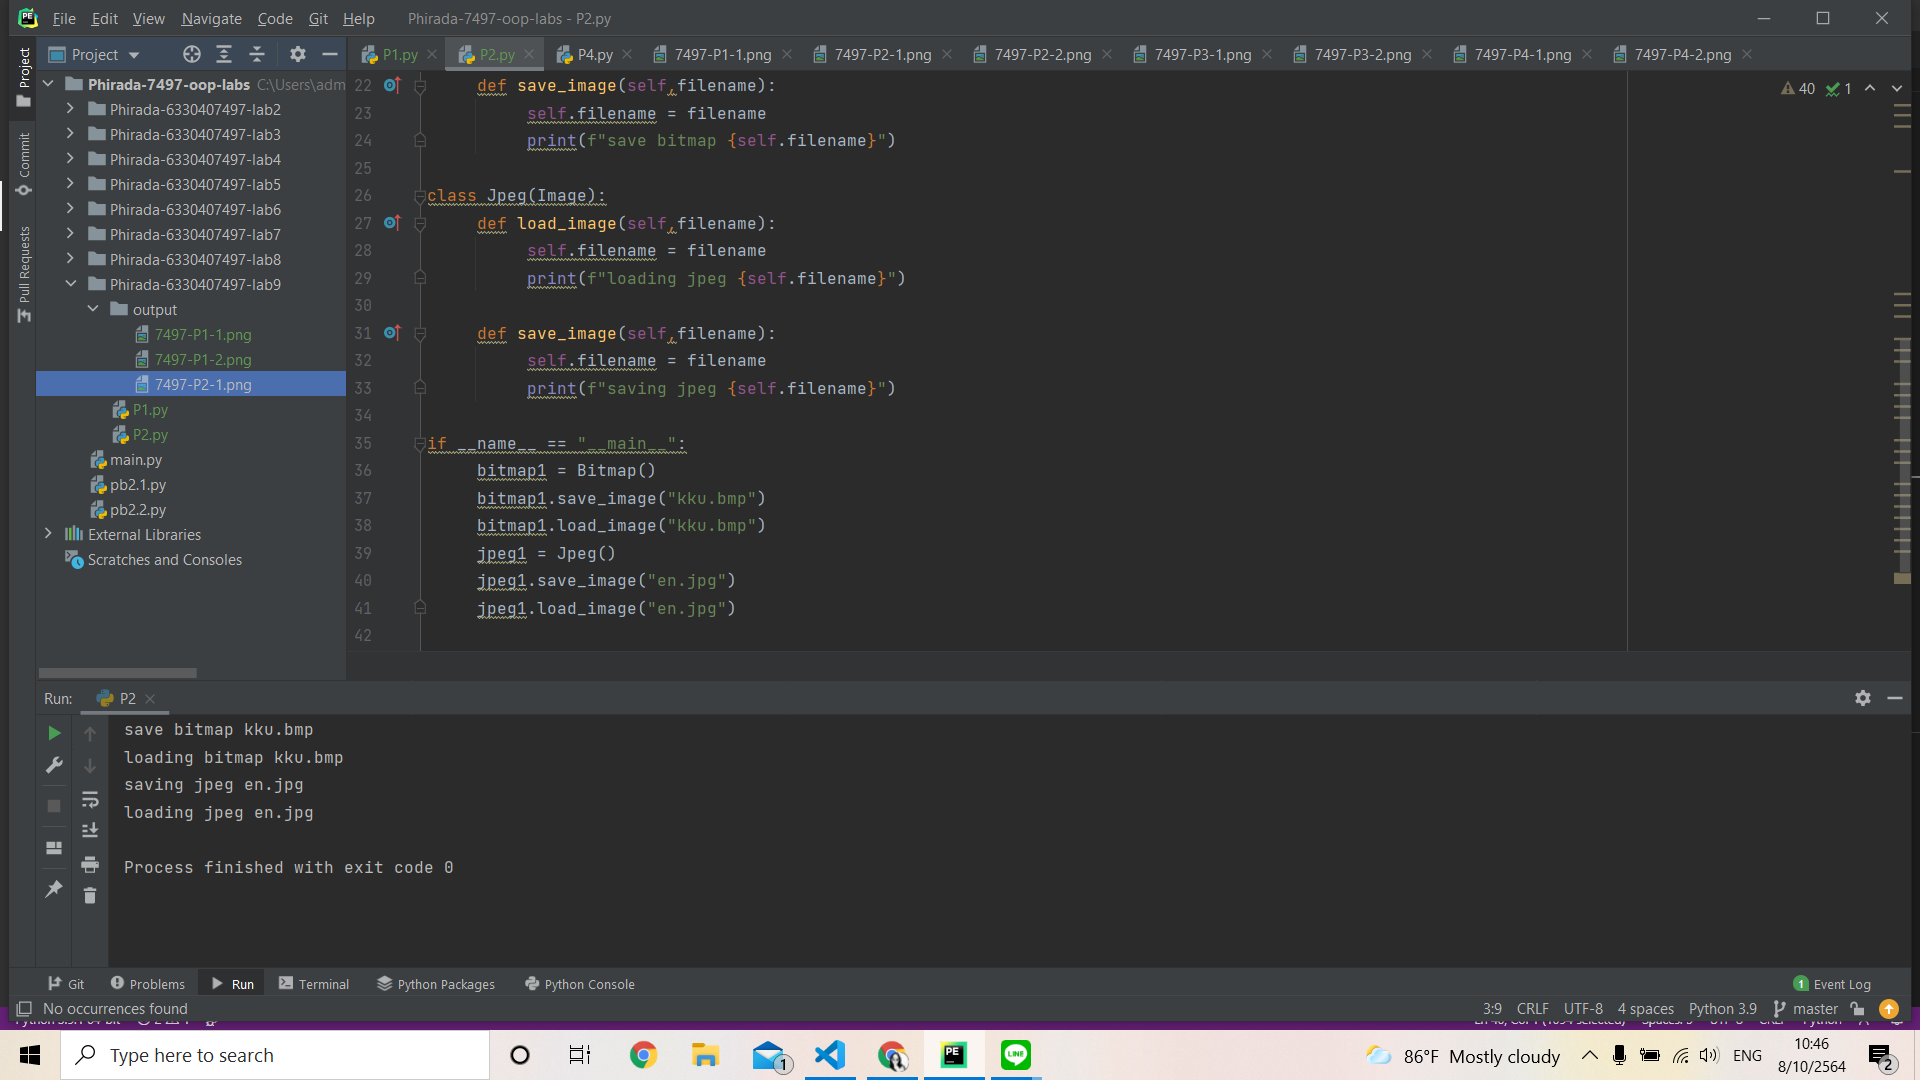 File Edit View Navigate Code Git Help Phirada-7497-oop-labs - P2.py
Project P1.py P2.py P4.py 7497-P1-1.png 7497-P2-1.png 7497-P2-2.png 7497-P3-1.png 7497-P3-2.png 7497-P4-1.png 7497-P4-2.png
Project
Commit
Pull Requests
Phirada-7497-oop-labs C:\Users\adm
Phirada-6330407497-lab2
Phirada-6330407497-lab3
Phirada-6330407497-lab4
Phirada-6330407497-lab5
Phirada-6330407497-lab6
Phirada-6330407497-lab7
Phirada-6330407497-lab8
Phirada-6330407497-lab9
output
7497-P1-1.png
7497-P1-2.png
7497-P2-1.png
P1.py
P2.py
main.py
pb2.1.py
pb2.2.py
External Libraries
Scratches and Consoles
40 1
22 def save_image(self,filename):
23 self.filename = filename
24 print(f"save bitmap {self.filename}")
25
26 class Jpeg(Image):
27 def load_image(self,filename):
28 self.filename = filename
29 print(f"loading jpeg {self.filename}")
30
31 def save_image(self,filename):
32 self.filename = filename
33 print(f"saving jpeg {self.filename}")
34
35 if __name__ == "__main__":
36 bitmap1 = Bitmap()
37 bitmap1.save_image("kku.bmp")
38 bitmap1.load_image("kku.bmp")
39 jpeg1 = Jpeg()
40 jpeg1.save_image("en.jpg")
41 jpeg1.load_image("en.jpg")
42
Run: P2
save bitmap kku.bmp
loading bitmap kku.bmp
saving jpeg en.jpg
loading jpeg en.jpg
Process finished with exit code 0
Git Problems Run Terminal Python Packages Python Console 1 Event Log
No occurrences found 3:9 CRLF UTF-8 4 spaces Python 3.9 master
Type here to search 1 PE LINE 86°F Mostly cloudy ENG 10:46
8/10/2564 2